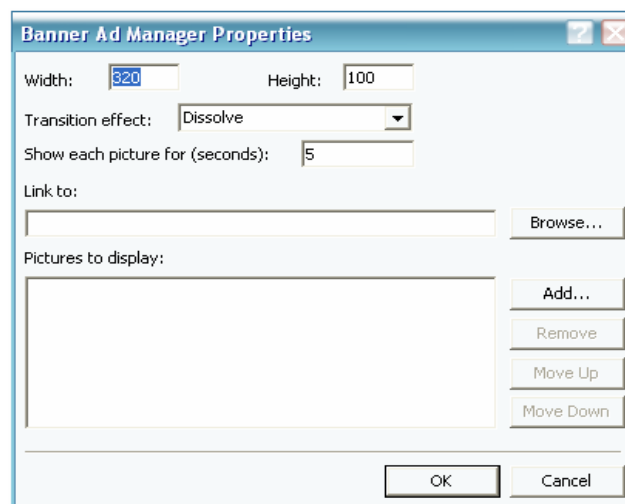 Banner Ad Manager Properties
Width: 320 Height: 100
Transition effect: Dissolve
Show each picture for (seconds): 5
Link to:
Browse...
Pictures to display:
Add...
Remove
Move Up
Move Down
OK Cancel